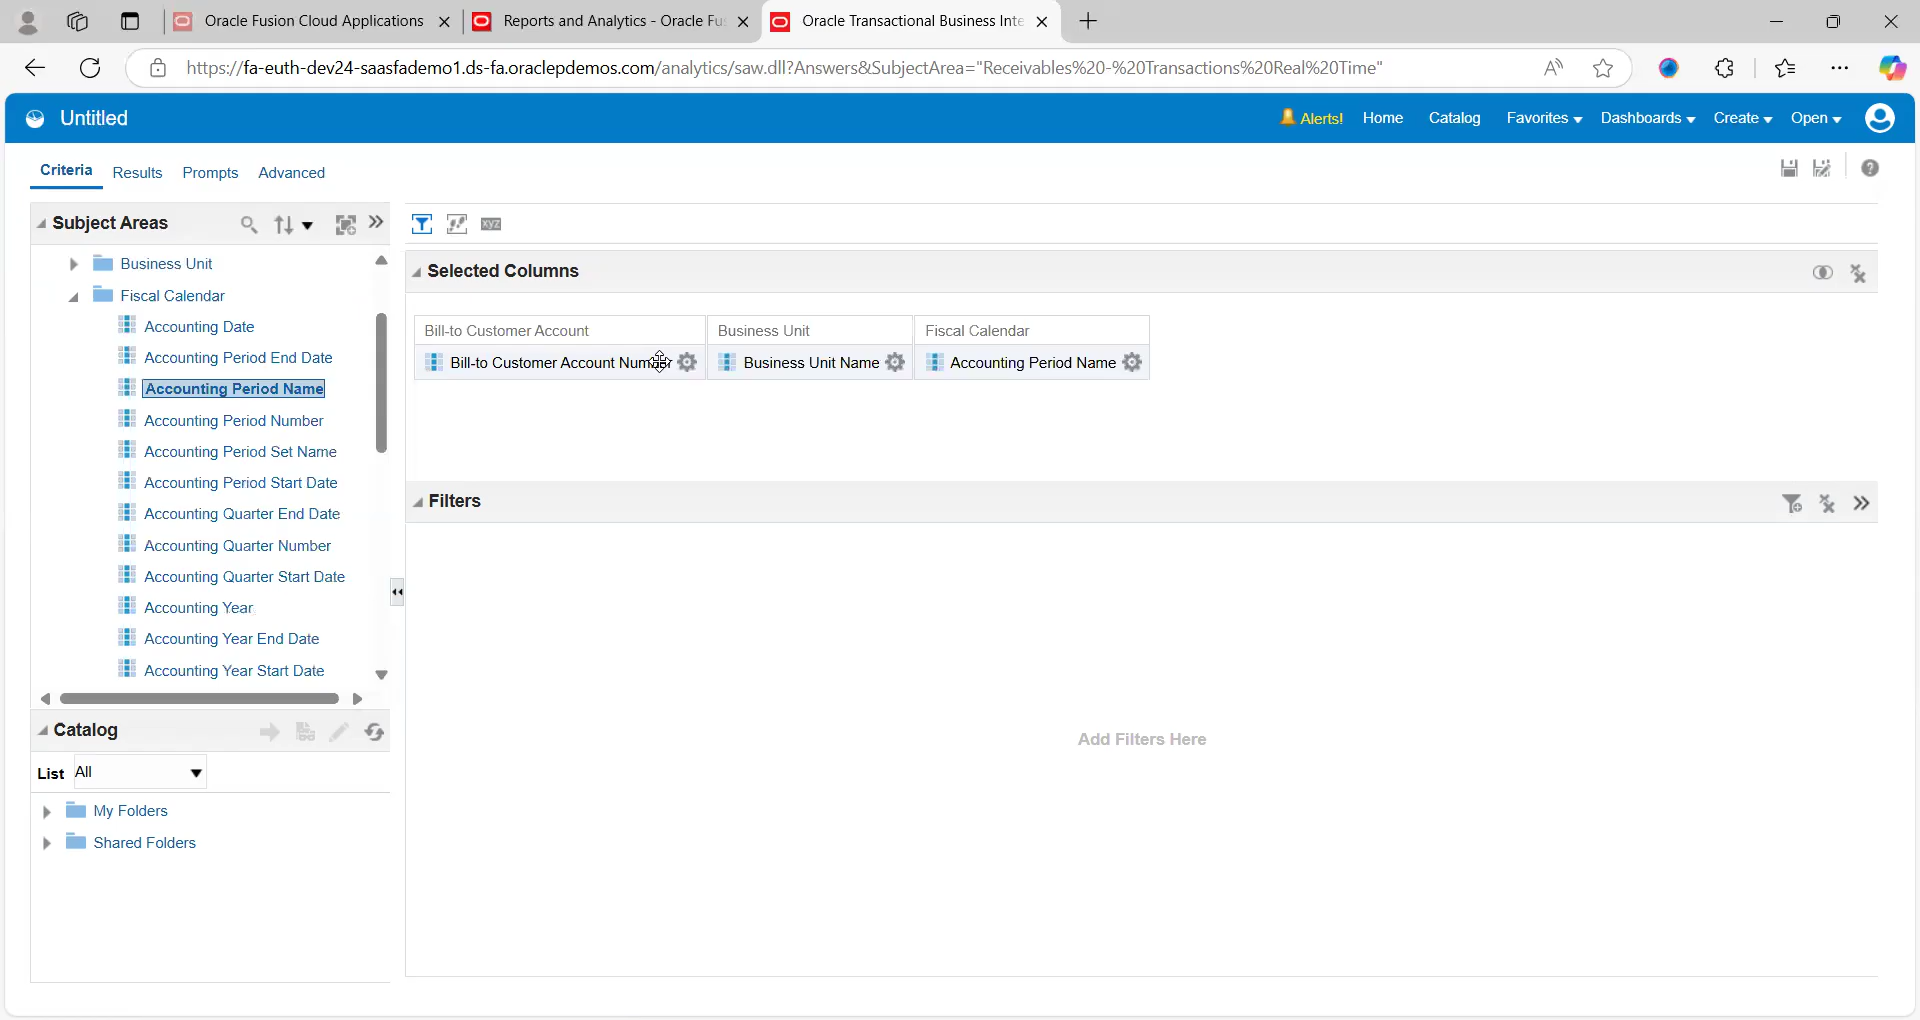 Oracle Fusion Cloud Applications
Reports and Analytics - Oracle Fu
Oracle Transactional Business Inte
https://fa-euth-dev24-saasfademo1.ds-fa.oraclepdemos.com/analytics/saw.dll?Answers&SubjectArea="Receivables%20-%20Transactions%20Real%20Time"
Untitled
Alerts! Home Catalog Favorites Dashboards Create Open
Criteria Results Prompts Advanced
Subject Areas
Business Unit
Fiscal Calendar
Accounting Date
Accounting Period End Date
Accounting Period Name
Accounting Period Number
Accounting Period Set Name
Accounting Period Start Date
Accounting Quarter End Date
Accounting Quarter Number
Accounting Quarter Start Date
Accounting Year
Accounting Year End Date
Accounting Year Start Date
Catalog
List All
My Folders
Shared Folders
xyz
Selected Columns
Bill-to Customer Account Business Unit Fiscal Calendar
Bill-to Customer Account Number Business Unit Name Accounting Period Name
Filters
Add Filters Here